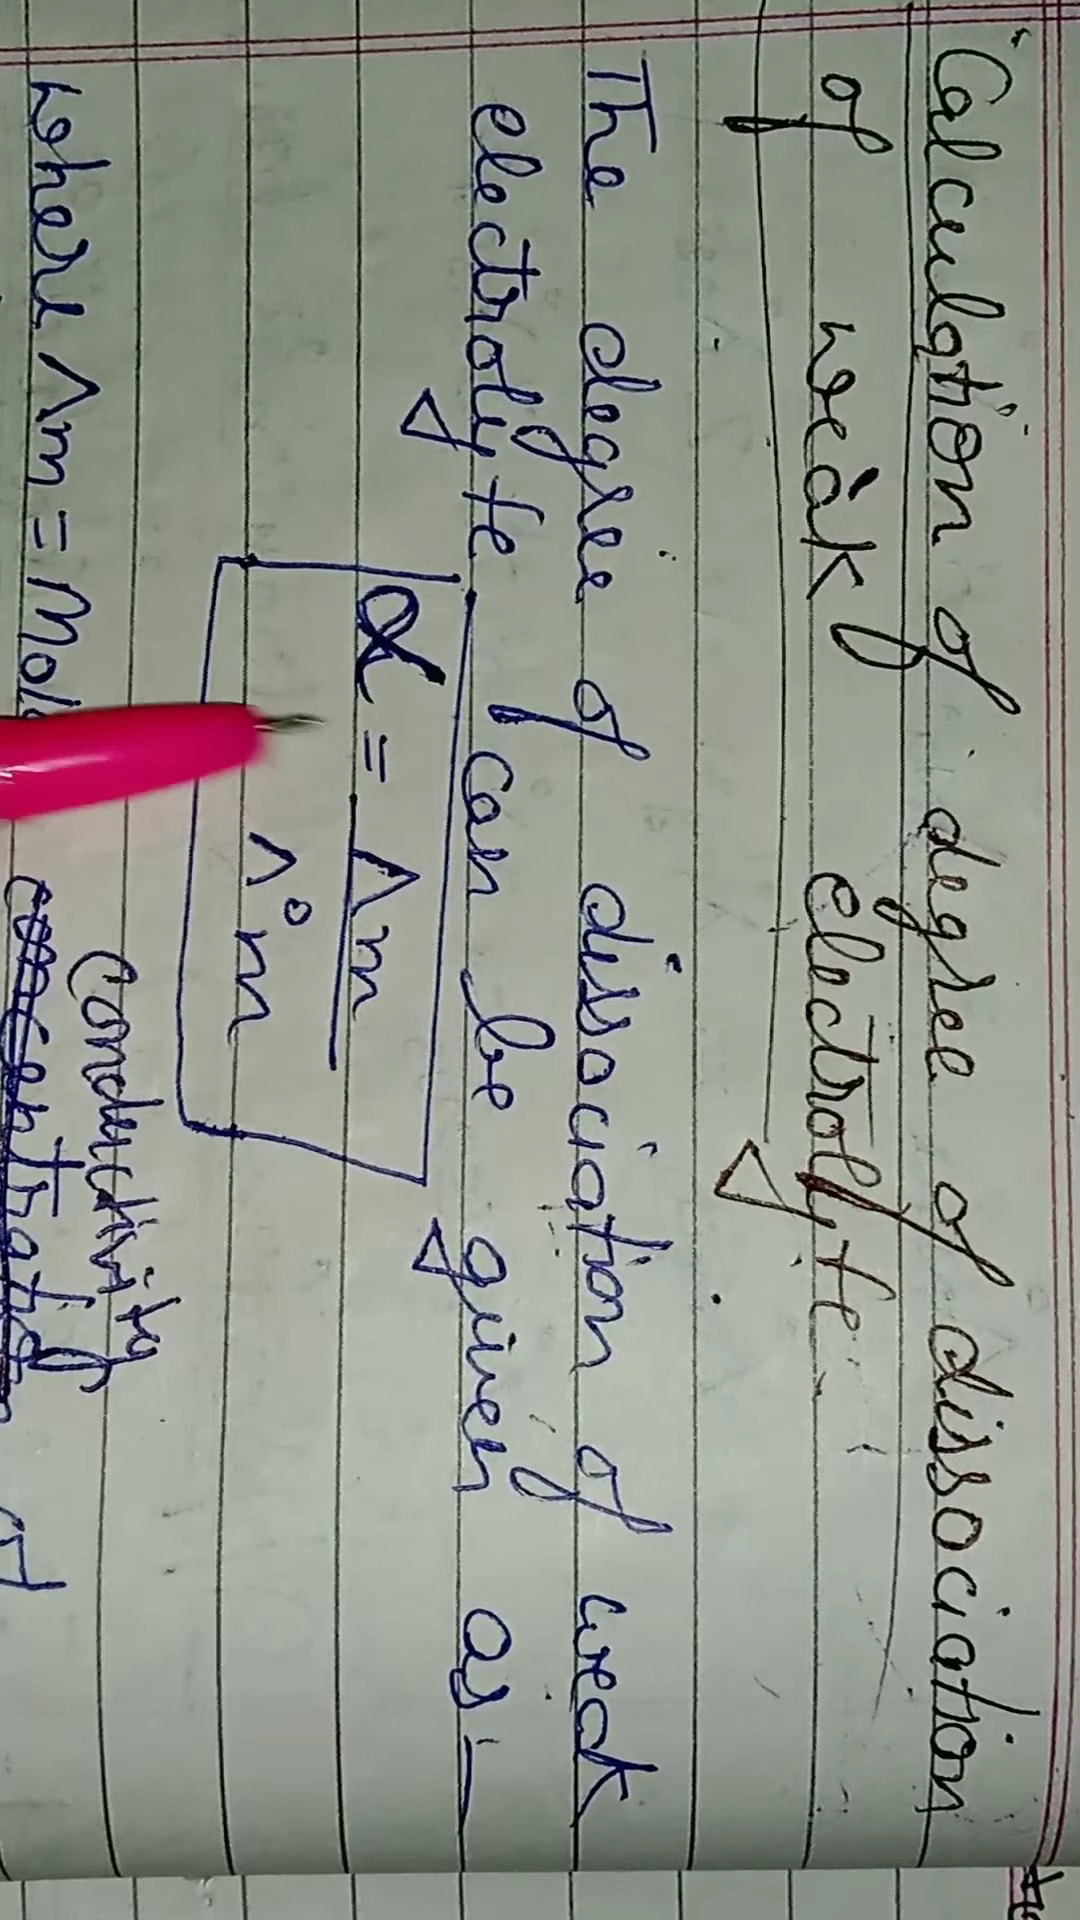 "Calculation of degree of dissociation
of weak electrolyte
The degree of dissociation of weak
electrolyte can be given as-
α = Λm
Λ°m
Conductivity
where Λm =